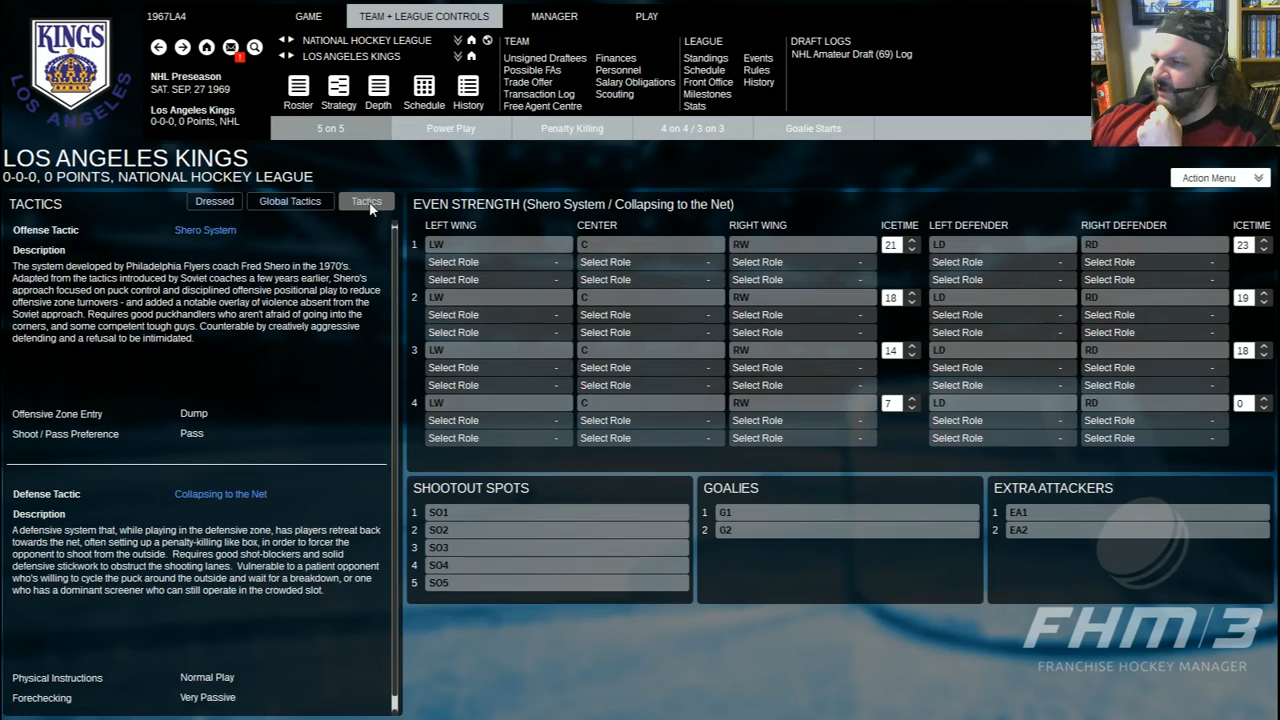 KINGS
LOS ANGELES
1967LA4
GAME
TEAM + LEAGUE CONTROLS
MANAGER
PLAY
NATIONAL HOCKEY LEAGUE
LOS ANGELES KINGS
NHL Preseason
SAT. SEP. 27 1969
Los Angeles Kings
0-0-0, 0 Points, NHL
Roster Strategy Depth Schedule History
TEAM
Unsigned Draftees Finances
Possible FAs Personnel
Trade Offer Salary Obligations
Transaction Log Scouting
Free Agent Centre
LEAGUE
Standings Events
Schedule Rules
Front Office History
Milestones
Stats
DRAFT LOGS
NHL Amateur Draft (69) Log
5 on 5 Power Play Penalty Killing 4 on 4 / 3 on 3 Goalie Starts
LOS ANGELES KINGS
0-0-0, 0 POINTS, NATIONAL HOCKEY LEAGUE
Action Menu
TACTICS Dressed Global Tactics Tactics
Offense Tactic Shero System
Description
The system developed by Philadelphia Flyers coach Fred Shero in the 1970's.
Adapted from the tactics introduced by Soviet coaches a few years earlier, Shero's
approach focused on puck control and disciplined offensive positional play to reduce
offensive zone turnovers - and added a notable overlay of violence absent from the
Soviet approach. Requires good puckhandlers who aren't afraid of going into the
corners, and some competent tough guys. Counterable by creatively aggressive
defending and a refusal to be intimidated.
Offensive Zone Entry Dump
Shoot / Pass Preference Pass
Defense Tactic Collapsing to the Net
Description
A defensive system that, while playing in the defensive zone, has players retreat back
towards the net, often setting up a penalty-killing like box, in order to force the
opponent to shoot from the outside. Requires good shot-blockers and solid
defensive stickwork to obstruct the shooting lanes. Vulnerable to a patient opponent
who's willing to cycle the puck around the outside and wait for a breakdown, or one
who has a dominant screener who can still operate in the crowded slot.
Physical Instructions Normal Play
Forechecking Very Passive
EVEN STRENGTH (Shero System / Collapsing to the Net)
LEFT WING CENTER RIGHT WING ICETIME LEFT DEFENDER RIGHT DEFENDER ICETIME
1 LW C RW 21 LD RD 23
Select Role - Select Role - Select Role - Select Role - Select Role -
Select Role - Select Role - Select Role - Select Role - Select Role -
2 LW C RW 18 LD RD 19
Select Role - Select Role - Select Role - Select Role - Select Role -
Select Role - Select Role - Select Role - Select Role - Select Role -
3 LW C RW 14 LD RD 18
Select Role - Select Role - Select Role - Select Role - Select Role -
Select Role - Select Role - Select Role - Select Role - Select Role -
4 LW C RW 7 LD RD 0
Select Role - Select Role - Select Role - Select Role - Select Role -
Select Role - Select Role - Select Role - Select Role - Select Role -
SHOOTOUT SPOTS
1 SO1
2 SO2
3 SO3
4 SO4
5 SO5
GOALIES
1 G1
2 G2
EXTRA ATTACKERS
1 EA1
2 EA2
FHM/3
FRANCHISE HOCKEY MANAGER